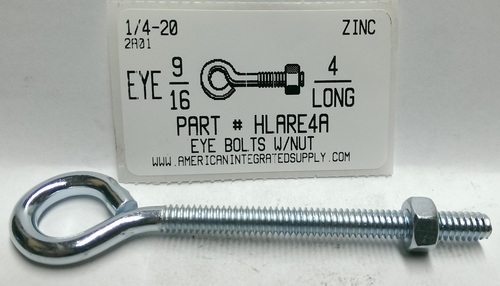 1/4-20 ZINC
2A01
EYE 9/16 4
LONG
PART # HLARE4A
EYE BOLTS W/NUT
WWW.AMERICANINTEGRATEDSUPPLY.COM